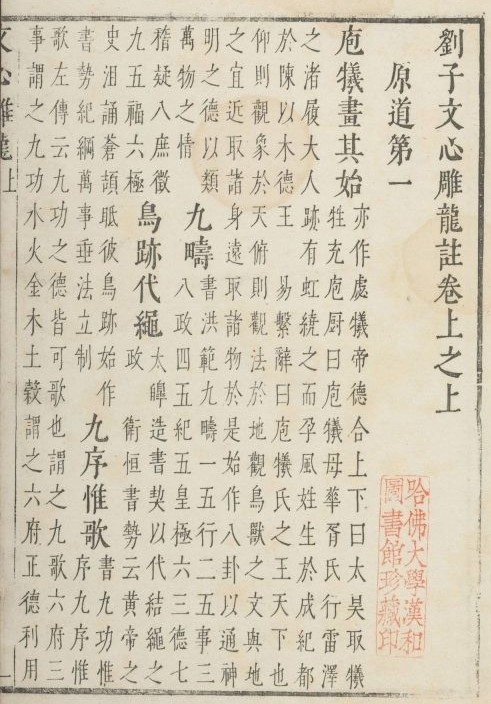 劉子文心雕龍註卷上之上
原道第一
庖犧畫其始
亦作處犧帝德合上下曰太昊取犧
牲充庖厨曰庖犧母華胥氏行雷澤
之渚履大人跡有虹繞之而孕風姓生於成紀都
於陳以木德王 易繫辭曰庖犧氏之王天下也
仰則觀象於天俯則觀法於地觀鳥獸之文與地
之宜近取諸身遠取諸物於是始作八卦以通神
明之德以類
萬物之情
九疇
書洪範九疇一五行二五事三
八政四五紀五皇極六三德七
稽疑八庶徵
九五福六極
鳥跡代繩
太皥造書契以代結繩之
政 衛恒書勢云黃帝之
史沮誦蒼頡眂彼鳥跡始作
書勢紀綱萬事垂法立制
九序惟歌
書九功惟
序九序惟
歌左傳云九功之德皆可歌也謂之九歌六府三
事謂之九功水火金木土穀謂之六府正德利用
文心雕龍上
一
哈佛大學漢和
圖書館珍藏印